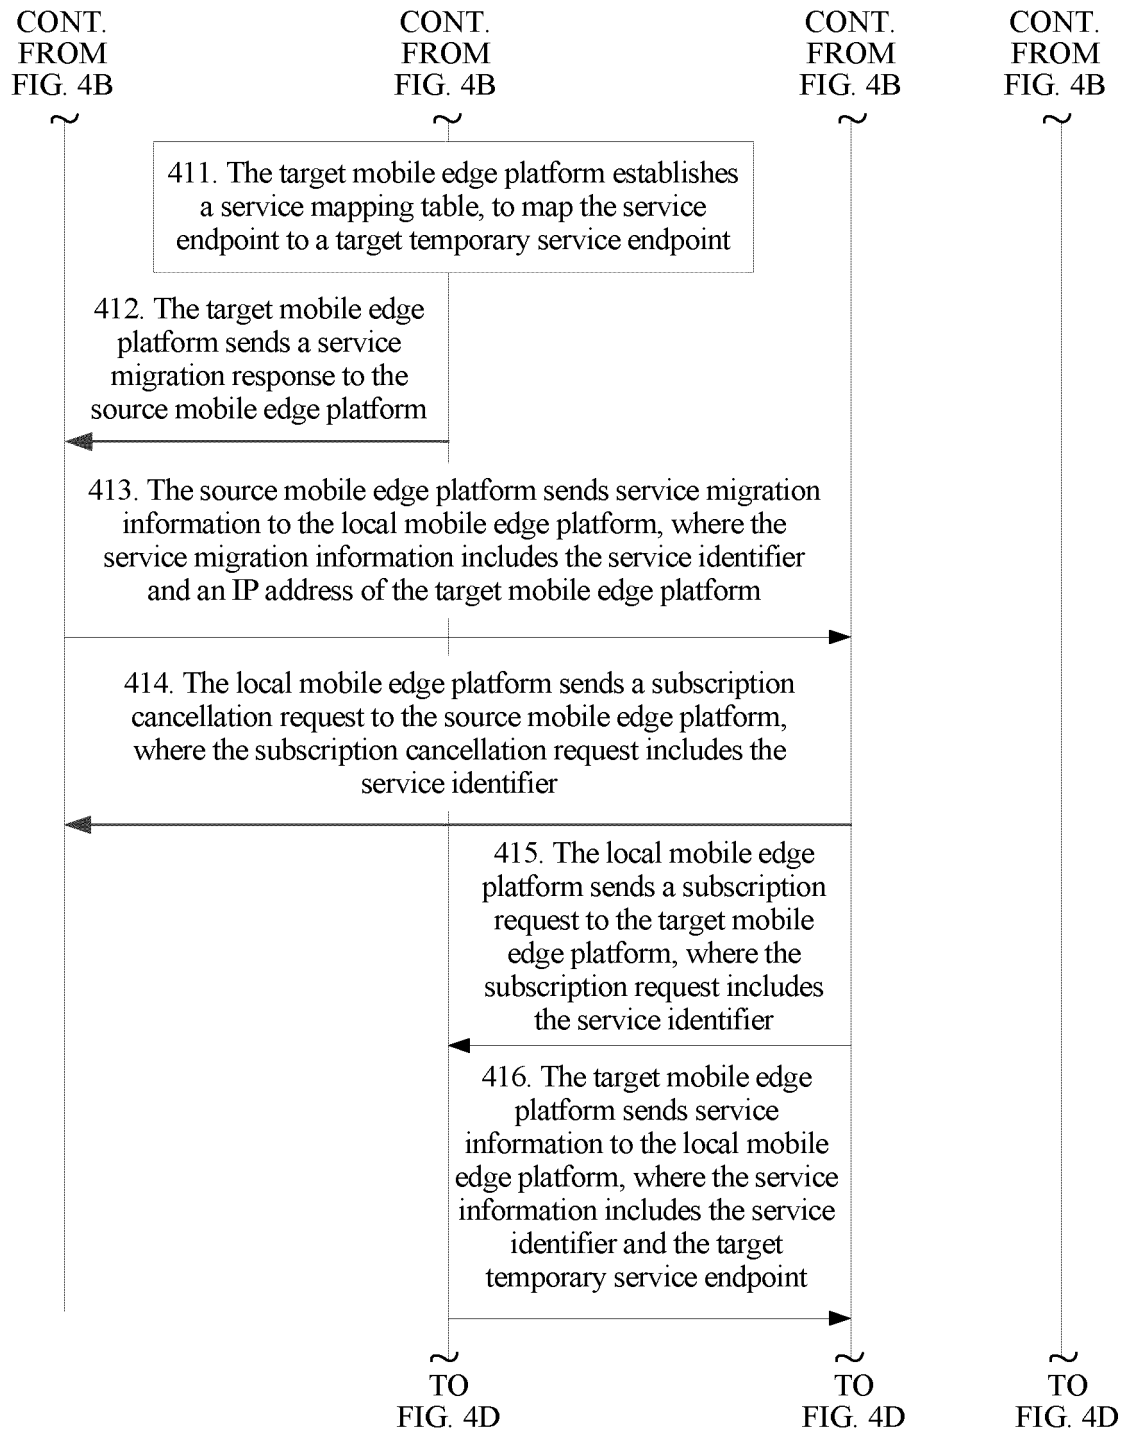 CONT.
FROM
FIG. 4B
CONT.
FROM
FIG. 4B
CONT.
FROM
FIG. 4B
CONT.
FROM
FIG. 4B
411. The target mobile edge platform establishes
a service mapping table, to map the service
endpoint to a target temporary service endpoint
412. The target mobile edge
platform sends a service
migration response to the
source mobile edge platform
413. The source mobile edge platform sends service migration
information to the local mobile edge platform, where the
service migration information includes the service identifier
and an IP address of the target mobile edge platform
414. The local mobile edge platform sends a subscription
cancellation request to the source mobile edge platform,
where the subscription cancellation request includes the
service identifier
415. The local mobile edge
platform sends a subscription
request to the target mobile
edge platform, where the
subscription request includes
the service identifier
416. The target mobile edge
platform sends service
information to the local mobile
edge platform, where the service
information includes the service
identifier and the target
temporary service endpoint
TO
FIG. 4D
TO
FIG. 4D
TO
FIG. 4D